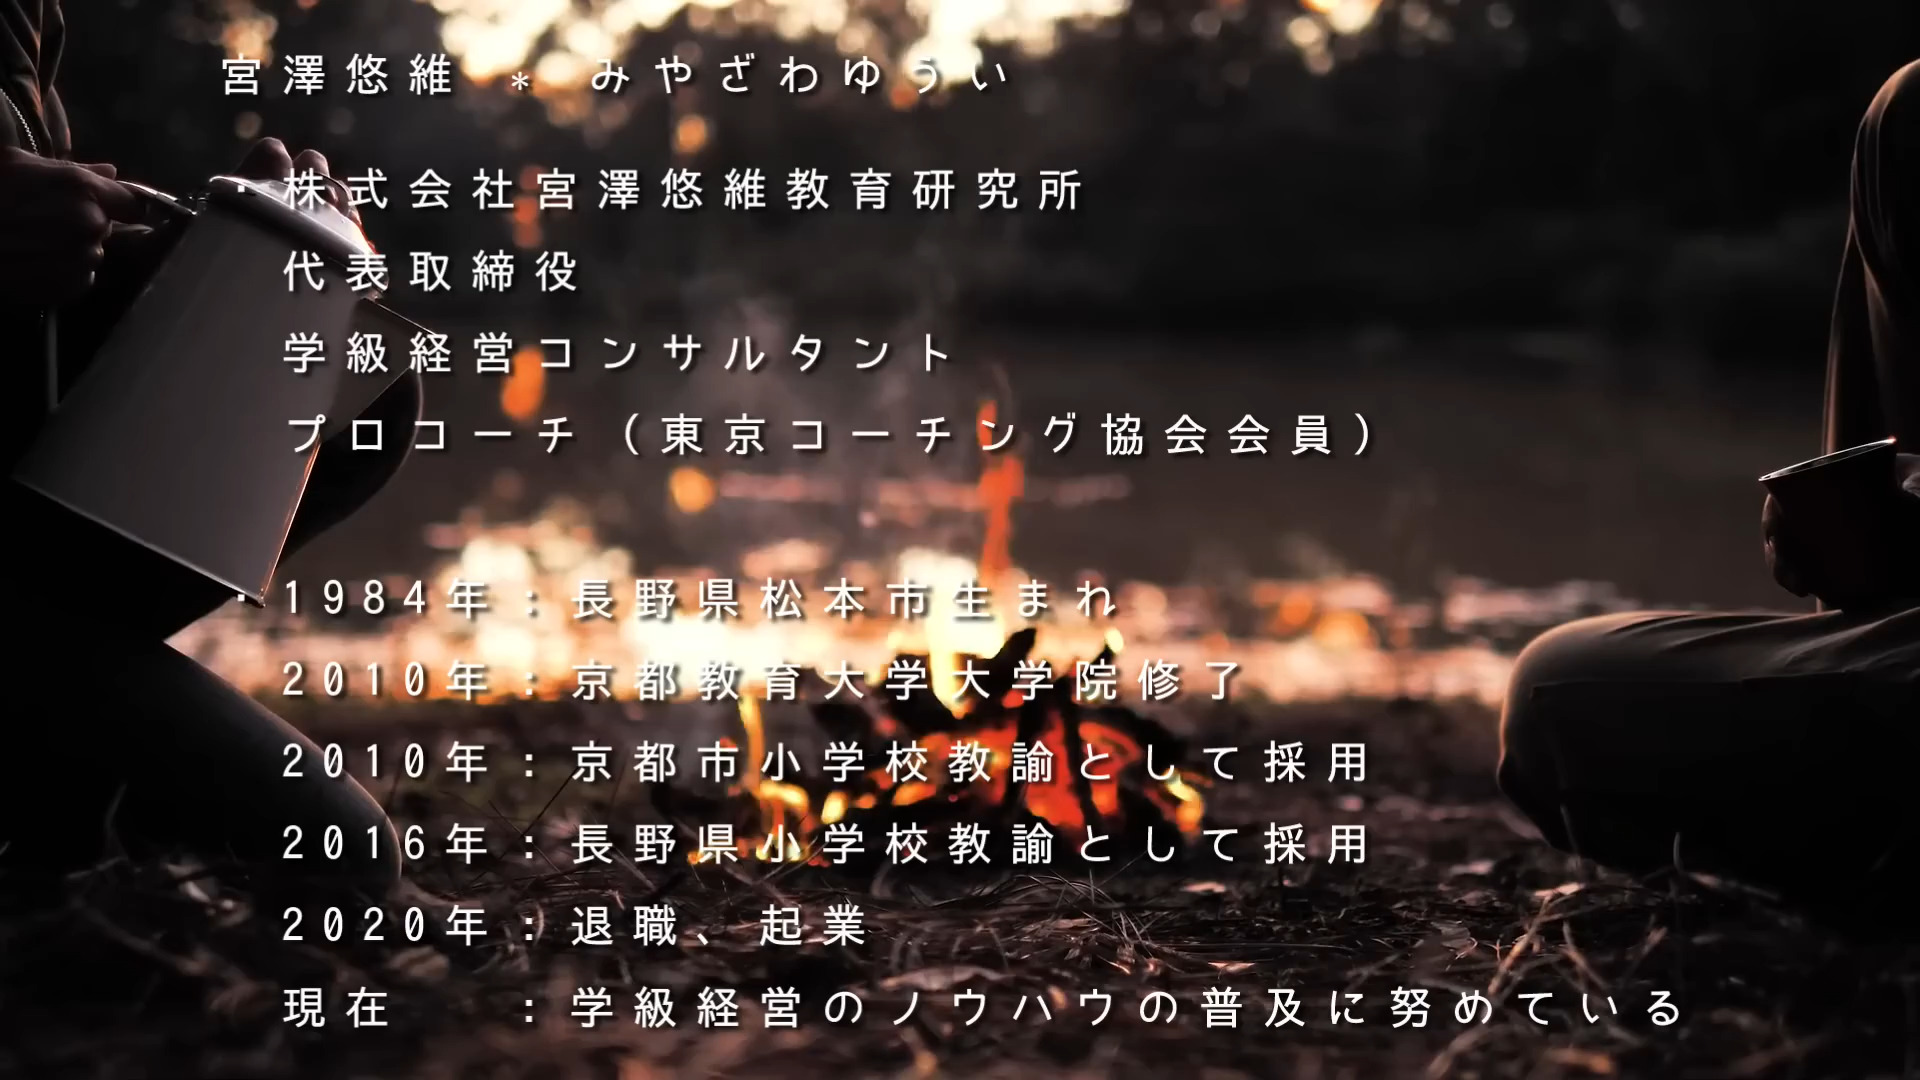 宮澤悠維 * みやざわゆうい
・株式会社宮澤悠維教育研究所
代表取締役
学級経営コンサルタント
プロコーチ（東京コーチング協会会員）
・1984年：長野県松本市生まれ
2010年：京都教育大学大学院修了
2010年：京都市小学校教諭として採用
2016年：長野県小学校教諭として採用
2020年：退職、起業
現在　：学級経営のノウハウの普及に努めている